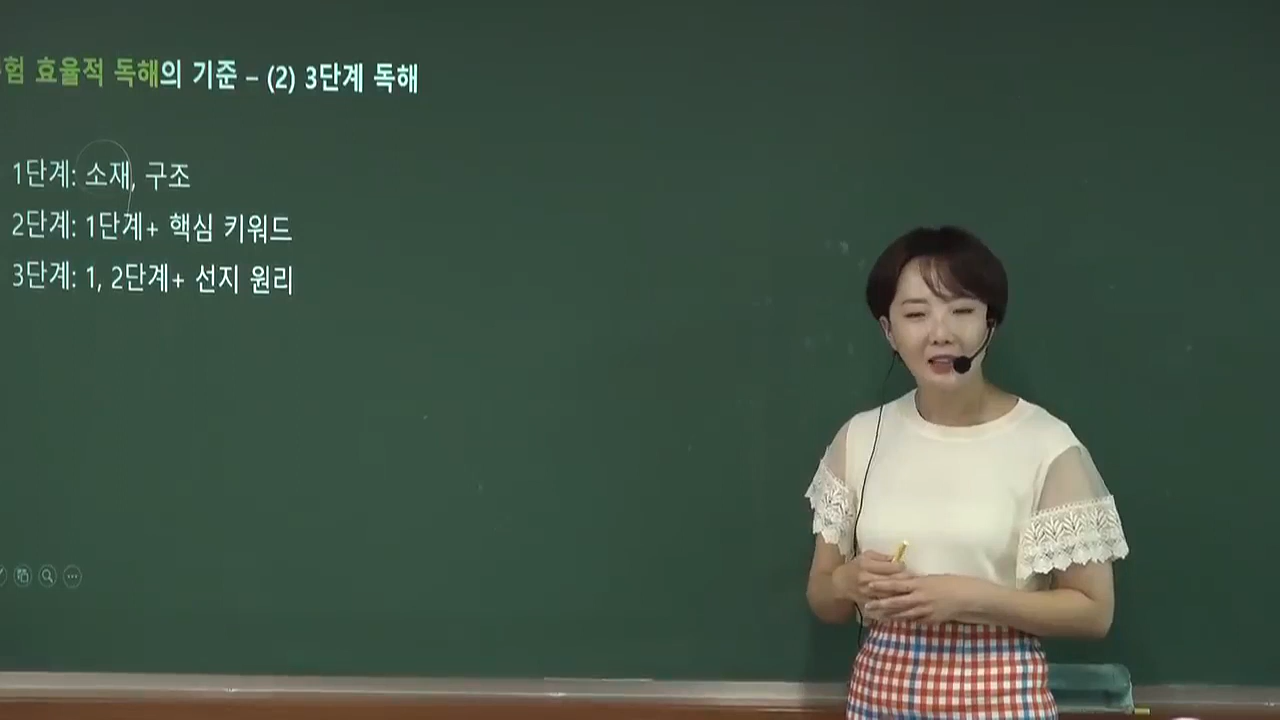 험 효율적 독해의 기준 – (2) 3단계 독해
1단계: 소재, 구조
2단계: 1단계+ 핵심 키워드
3단계: 1, 2단계+ 선지 원리